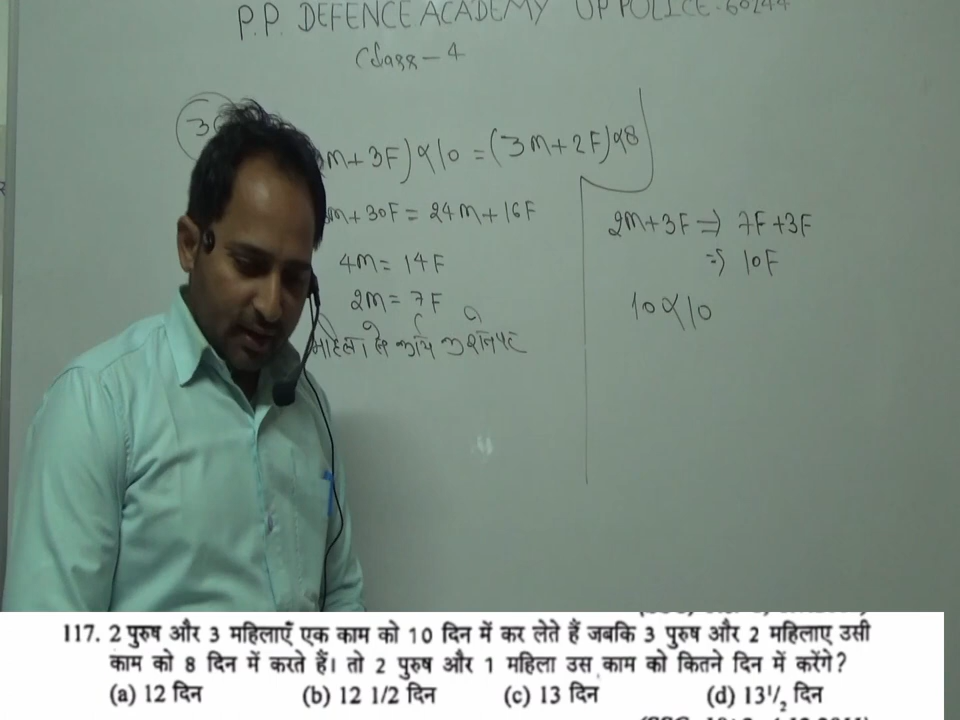 P.P. DEFENCE ACADEMY UP POLICE-60244
Class-4
M+3F)×10 = (3M+2F)×8
M+30F = 24M+16F
4M = 14F
2M = 7F
2M+3F ⇒ 7F+3F
⇒ 10F
10×10
117. 2 पुरुष और 3 महिलाएँ एक काम को 10 दिन में कर लेते हैं जबकि 3 पुरुष और 2 महिलाए उसी
काम को 8 दिन में करते हैं। तो 2 पुरुष और 1 महिला उस काम को कितने दिन में करेंगे?
(a) 12 दिन (b) 12 1/2 दिन (c) 13 दिन (d) 13¹/₂ दिन